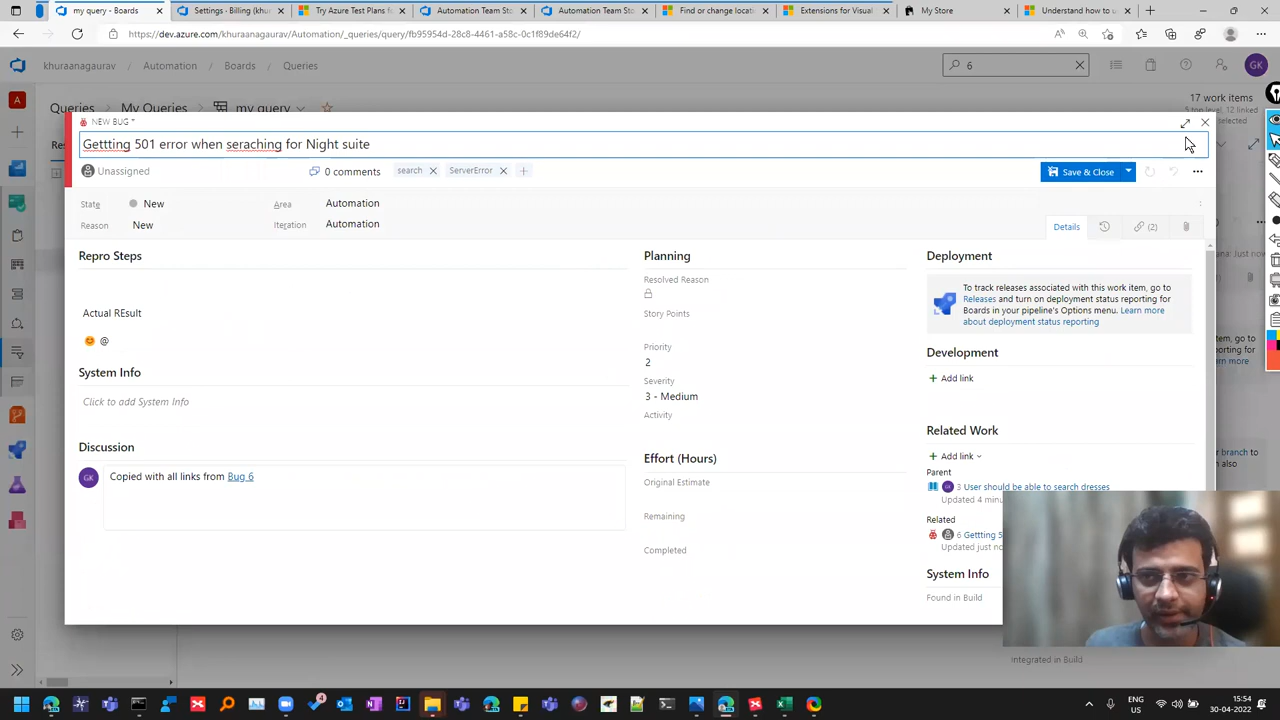 my query - Boards
Settings - Billing (khu
Try Azure Test Plans f
Automation Team Sto
Automation Team Sto
Find or change locat
Extensions for Visual
My Store
Understand how to u
https://dev.azure.com/khuraanagaurav/Automation/_queries/query/fb95954d-28c8-4461-a58c-0c1f89de64f2/
khuraanagaurav / Automation / Boards / Queries
6
GK
A
Queries
My Queries
my query
17 work items
NEW BUG *
Gettting 501 error when seraching for Night suite
Unassigned
0 comments
search
ServerError
Save & Close
State
New
Area
Automation
Reason
New
Iteration
Automation
Details
(2)
Repro Steps
Actual REsult
@
System Info
Click to add System Info
Discussion
GK
Copied with all links from Bug 6
Planning
Resolved Reason
Story Points
Priority
2
Severity
3 - Medium
Activity
Effort (Hours)
Original Estimate
Remaining
Completed
Deployment
To track releases associated with this work item, go to
Releases and turn on deployment status reporting for
Boards in your pipeline's Options menu. Learn more
about deployment status reporting
Development
Add link
Related Work
Add link
Parent
3 User should be able to search dresses
Updated 4 minu
Related
6 Gettting 5
Updated just no
System Info
Found in Build
Integrated in Build
4
ENG
US
15:54
30-04-2022